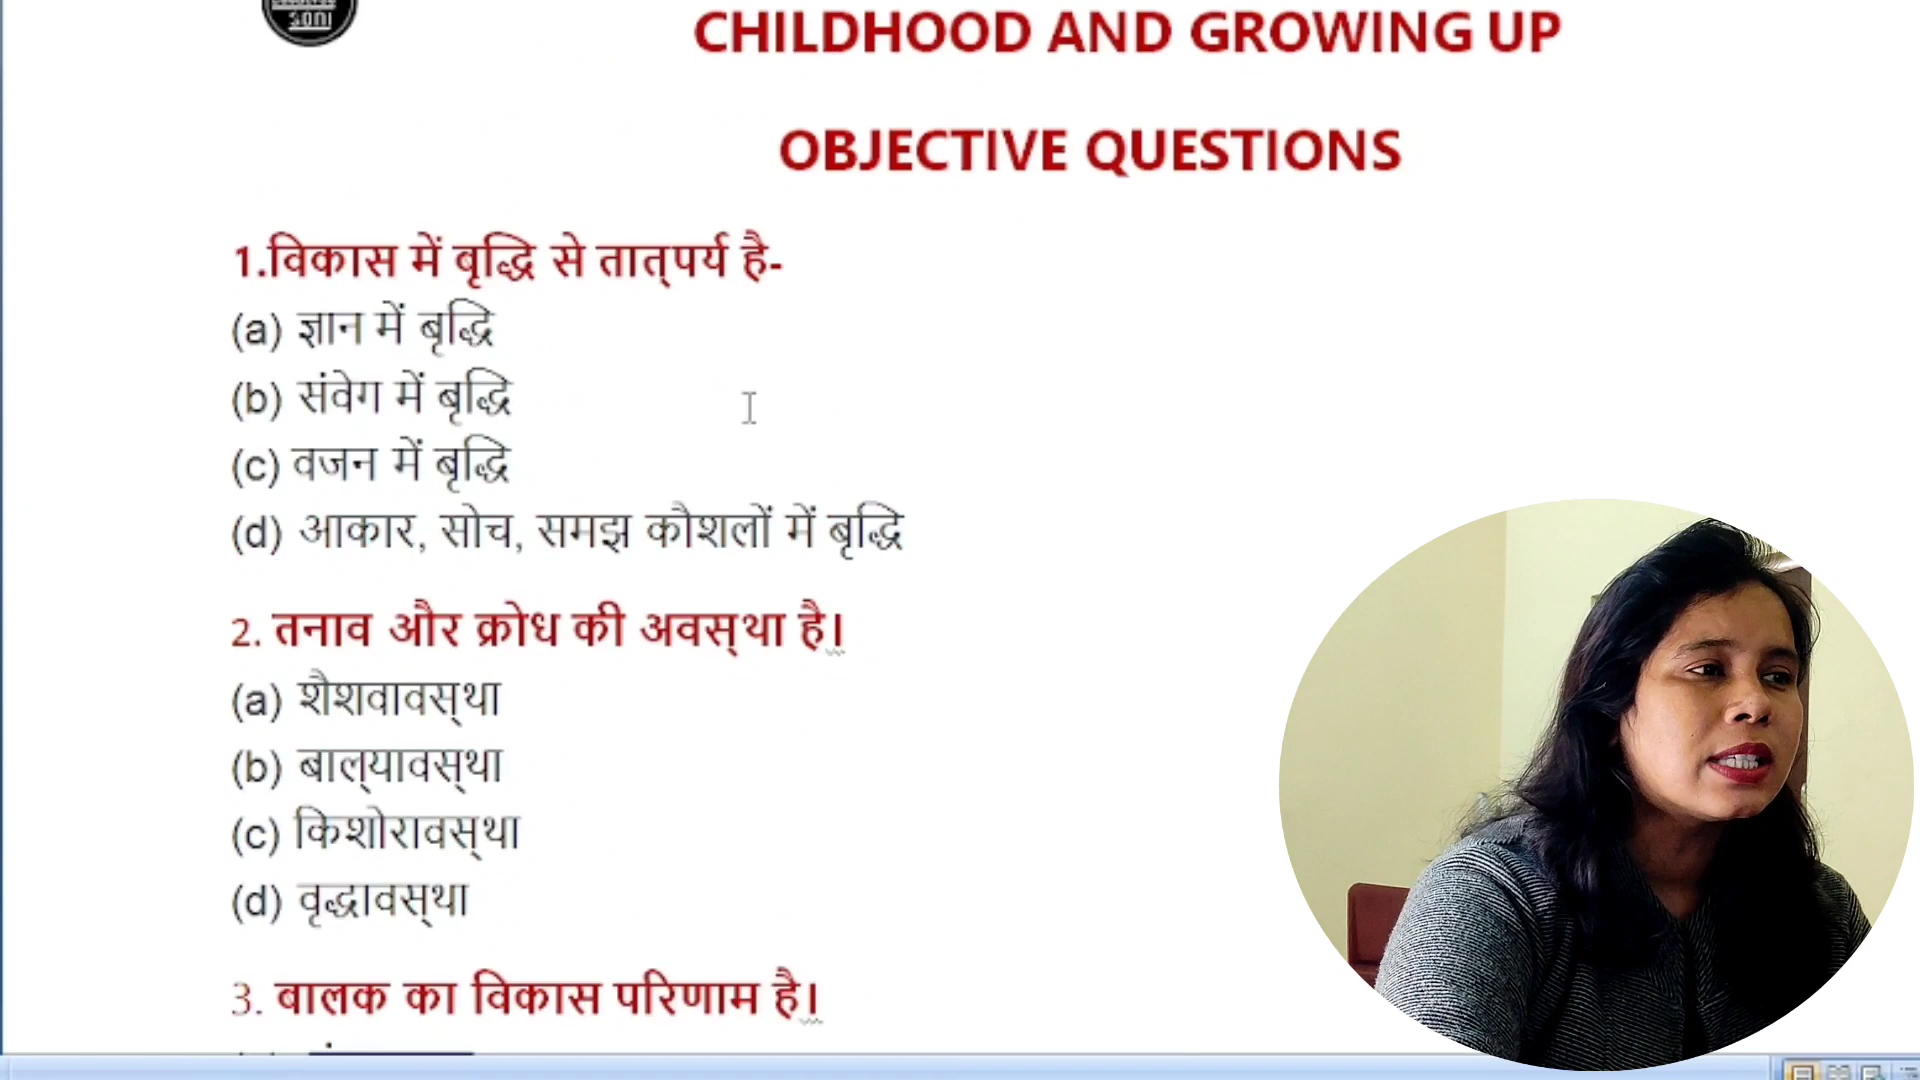 SONI
CHILDHOOD AND GROWING UP
OBJECTIVE QUESTIONS
1.विकास में बृद्धि से तात्‌पर्य है-
(a) ज्ञान में बृद्धि
(b) संवेग में बृद्धि
(c) वजन में बृद्धि
(d) आकार, सोच, समझ कौशलों में बृद्धि
2. तनाव और क्रोध की अवस्‌था है।
(a) शैशवावस्‌था
(b) बाल्‌यावस्‌था
(c) किशोरावस्‌था
(d) वृद्धावस्‌था
3. बालक का विकास परिणाम है।